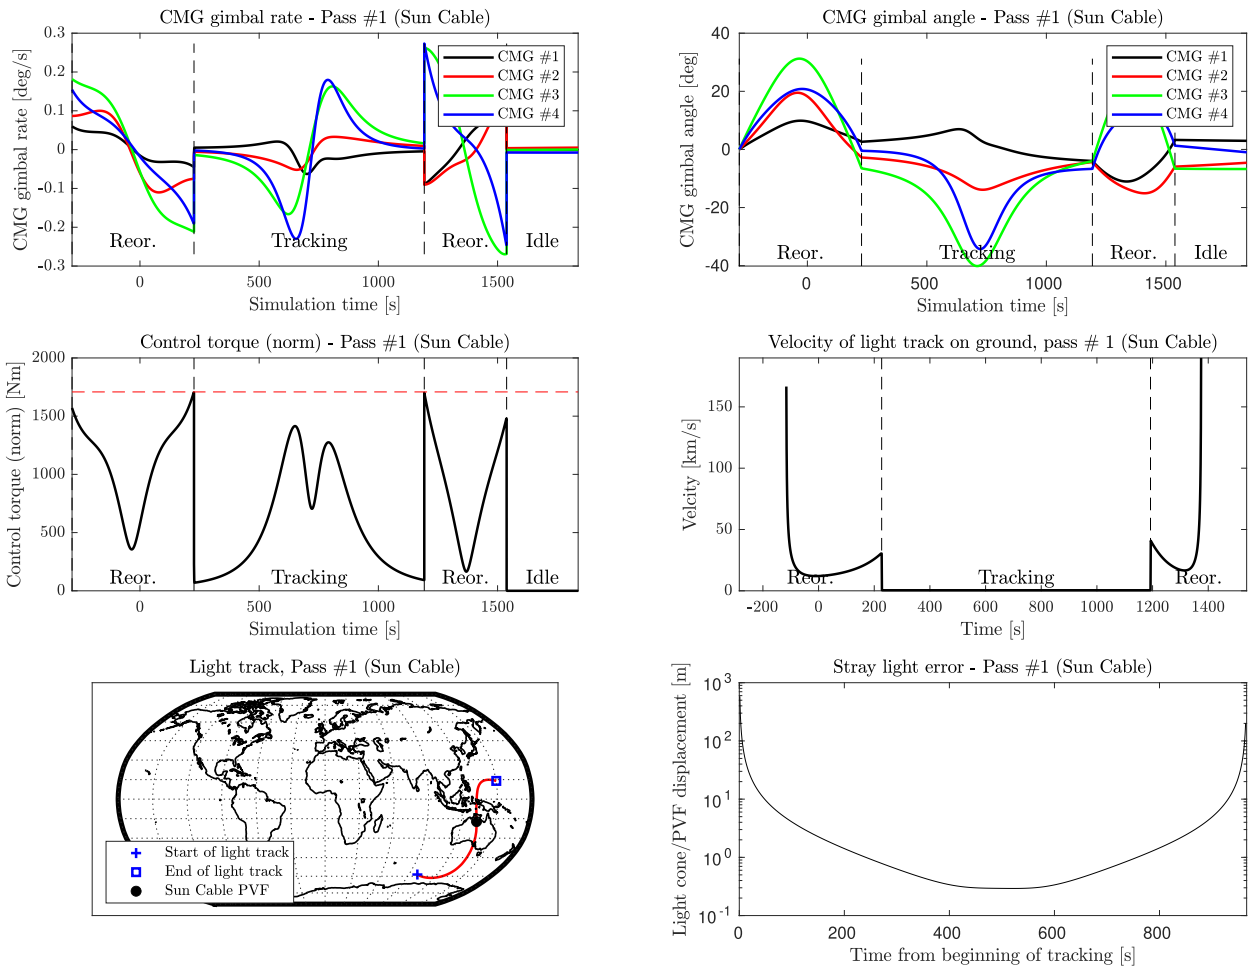 CMG gimbal rate - Pass #1 (Sun Cable)
CMG gimbal rate [deg/s]
0.3
0.2
0.1
0
-0.1
-0.2
-0.3
CMG #1
CMG #2
CMG #3
CMG #4
Reor.
Tracking
Reor.
Idle
0
500
1000
1500
Simulation time [s]
CMG gimbal angle - Pass #1 (Sun Cable)
CMG gimbal angle [deg]
40
20
0
-20
-40
CMG #1
CMG #2
CMG #3
CMG #4
Reor.
Tracking
Reor.
Idle
0
500
1000
1500
Simulation time [s]
Control torque (norm) - Pass #1 (Sun Cable)
Control torque (norm) [Nm]
2000
1500
1000
500
0
Reor.
Tracking
Reor.
Idle
0
500
1000
1500
Simulation time [s]
Velocity of light track on ground, pass # 1 (Sun Cable)
Velcity [km/s]
150
100
50
0
Reor.
Tracking
Reor.
-200
0
200
400
600
800
1000
1200
1400
Time [s]
Light track, Pass #1 (Sun Cable)
Start of light track
End of light track
Sun Cable PVF
Stray light error - Pass #1 (Sun Cable)
Light cone/PVF displacement [m]
10³
10²
10¹
10⁰
10⁻¹
0
200
400
600
800
Time from beginning of tracking [s]